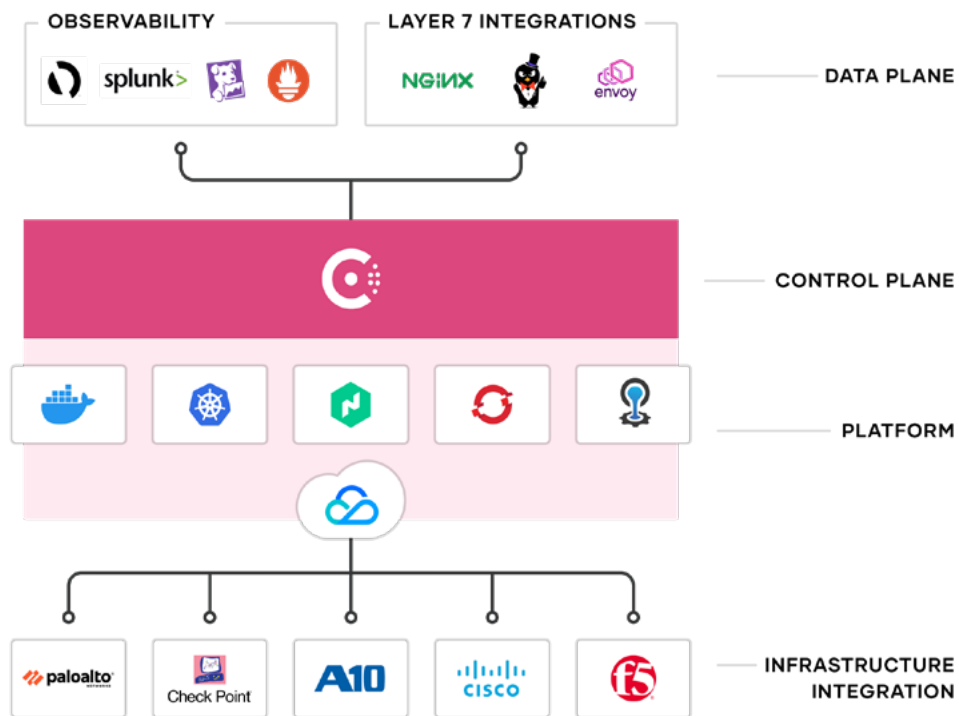 OBSERVABILITY
LAYER 7 INTEGRATIONS
splunk>
NGINX
envoy
DATA PLANE
CONTROL PLANE
PLATFORM
paloalto
NETWORKS
Check Point
A10
CISCO
f5
INFRASTRUCTURE
INTEGRATION